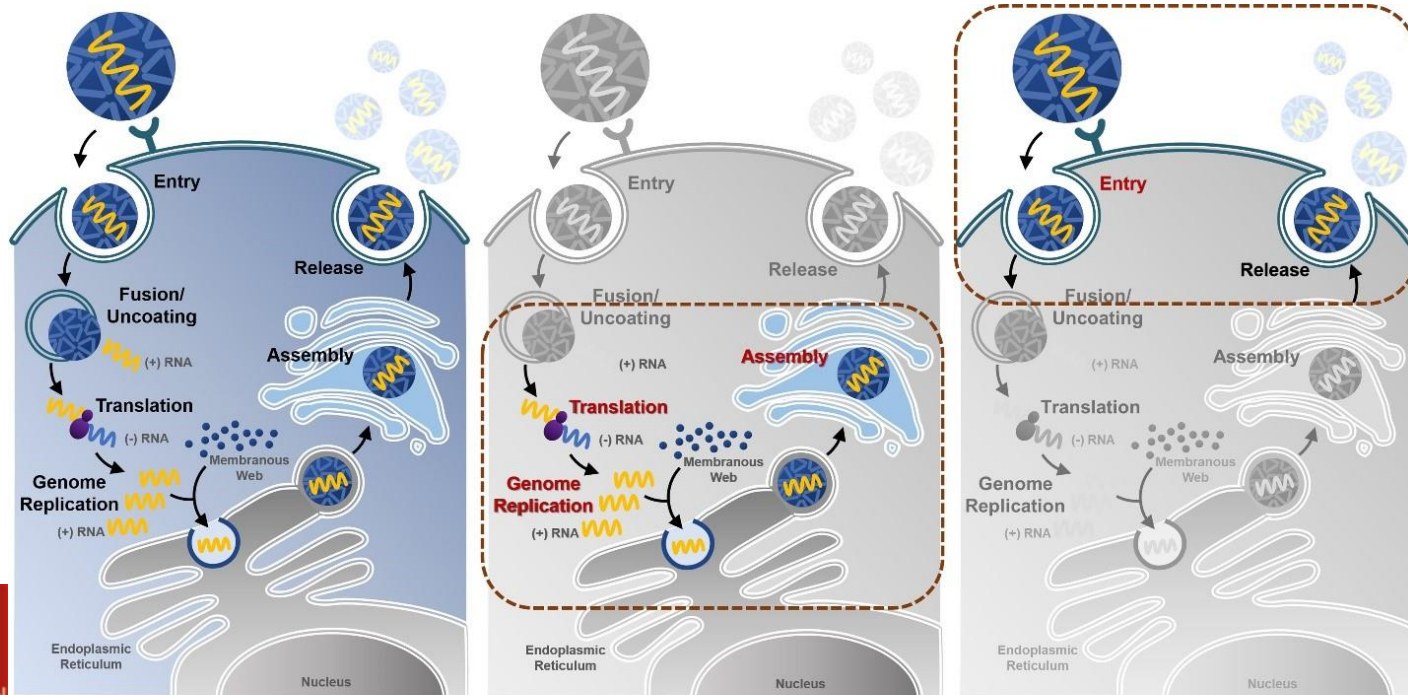 Entry
Release
Fusion/
Uncoating
(+) RNA
Assembly
Translation
(-) RNA
Membranous
Web
Genome
Replication
(+) RNA
Endoplasmic
Reticulum
Nucleus
Entry
Release
Fusion/
Uncoating
(+) RNA
Assembly
Translation
(-) RNA
Membranous
Web
Genome
Replication
(+) RNA
Endoplasmic
Reticulum
Nucleus
Entry
Release
Fusion/
Uncoating
(+) RNA
Assembly
Translation
(-) RNA
Membranous
Web
Genome
Replication
(+) RNA
Endoplasmic
Reticulum
Nucleus